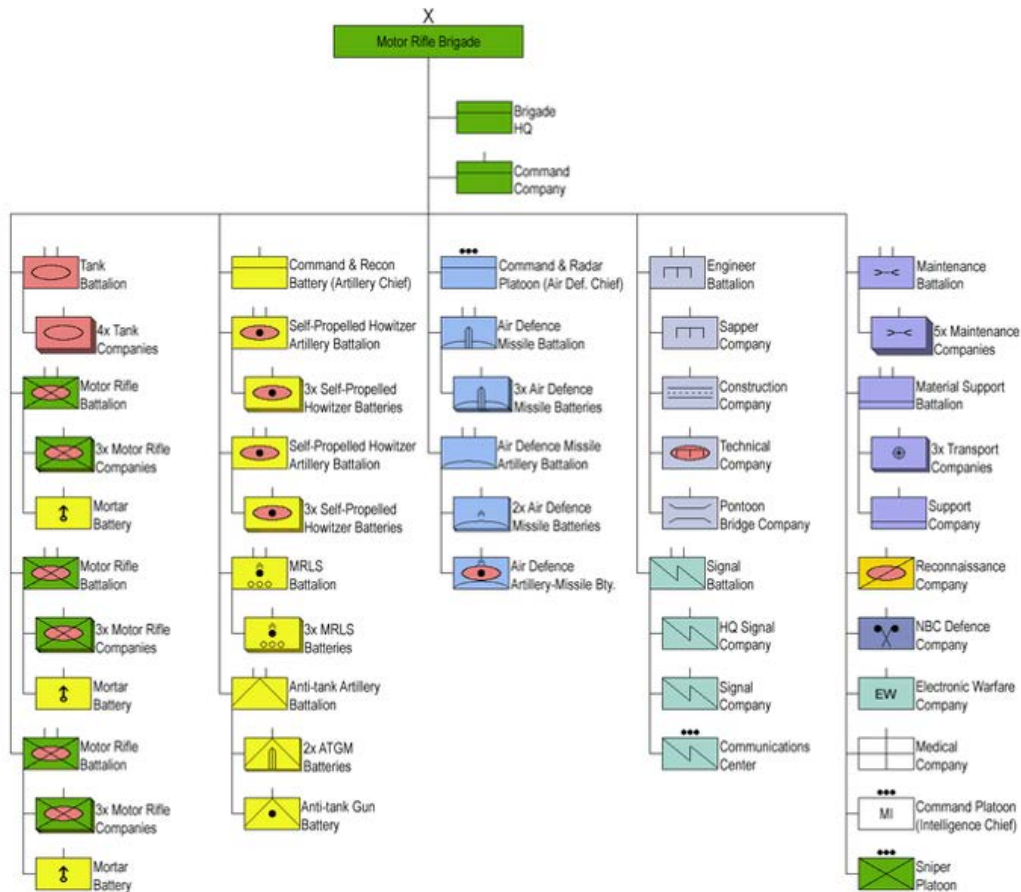 X
Motor Rifle Brigade
Brigade
HQ
Command
Company
Tank
Battalion
4x Tank
Companies
Motor Rifle
Battalion
3x Motor Rifle
Companies
Mortar
Battery
Motor Rifle
Battalion
3x Motor Rifle
Companies
Mortar
Battery
Motor Rifle
Battalion
3x Motor Rifle
Companies
Mortar
Battery
Command & Recon
Battery (Artillery Chief)
Self-Propelled Howitzer
Artillery Battalion
3x Self-Propelled
Howitzer Batteries
Self-Propelled Howitzer
Artillery Battalion
3x Self-Propelled
Howitzer Batteries
MRLS
Battalion
3x MRLS
Batteries
Anti-tank Artillery
Battalion
2x ATGM
Batteries
Anti-tank Gun
Battery
Command & Radar
Platoon (Air Def. Chief)
Air Defence
Missile Battalion
3x Air Defence
Missile Batteries
Air Defence Missile
Artillery Battalion
2x Air Defence
Missile Batteries
Air Defence
Artillery-Missile Bty.
Engineer
Battalion
Sapper
Company
Construction
Company
Technical
Company
Pontoon
Bridge Company
Signal
Battalion
HQ Signal
Company
Signal
Company
Communications
Center
Maintenance
Battalion
5x Maintenance
Companies
Material Support
Battalion
3x Transport
Companies
Support
Company
Reconnaissance
Company
NBC Defence
Company
EW
Electronic Warfare
Company
Medical
Company
MI
Command Platoon
(Intelligence Chief)
Sniper
Platoon